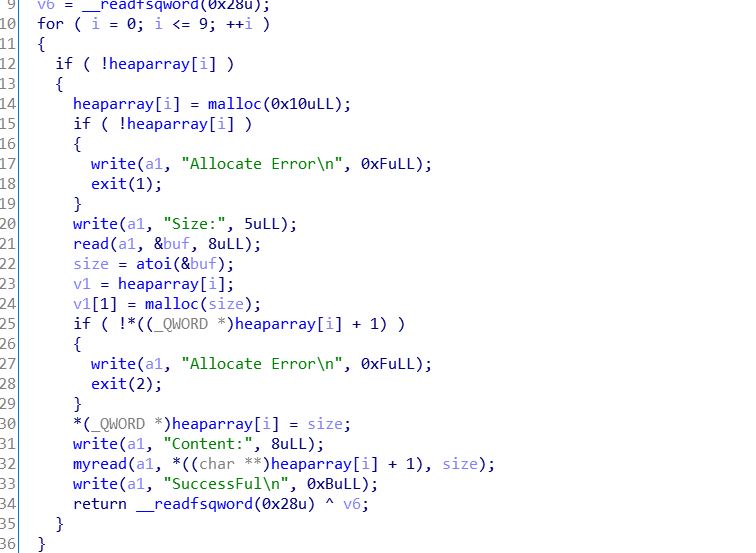 9 v6 = __readfsqword(0x28u);
10 for ( i = 0; i <= 9; ++i )
11 {
12 if ( !heaparray[i] )
13 {
14 heaparray[i] = malloc(0x10uLL);
15 if ( !heaparray[i] )
16 {
17 write(a1, "Allocate Error\n", 0xFuLL);
18 exit(1);
19 }
20 write(a1, "Size:", 5uLL);
21 read(a1, &buf, 8uLL);
22 size = atoi(&buf);
23 v1 = heaparray[i];
24 v1[1] = malloc(size);
25 if ( !*((_QWORD *)heaparray[i] + 1) )
26 {
27 write(a1, "Allocate Error\n", 0xFuLL);
28 exit(2);
29 }
30 *(_QWORD *)heaparray[i] = size;
31 write(a1, "Content:", 8uLL);
32 myread(a1, *((char **)heaparray[i] + 1), size);
33 write(a1, "SuccessFul\n", 0xBuLL);
34 return __readfsqword(0x28u) ^ v6;
35 }
36 }